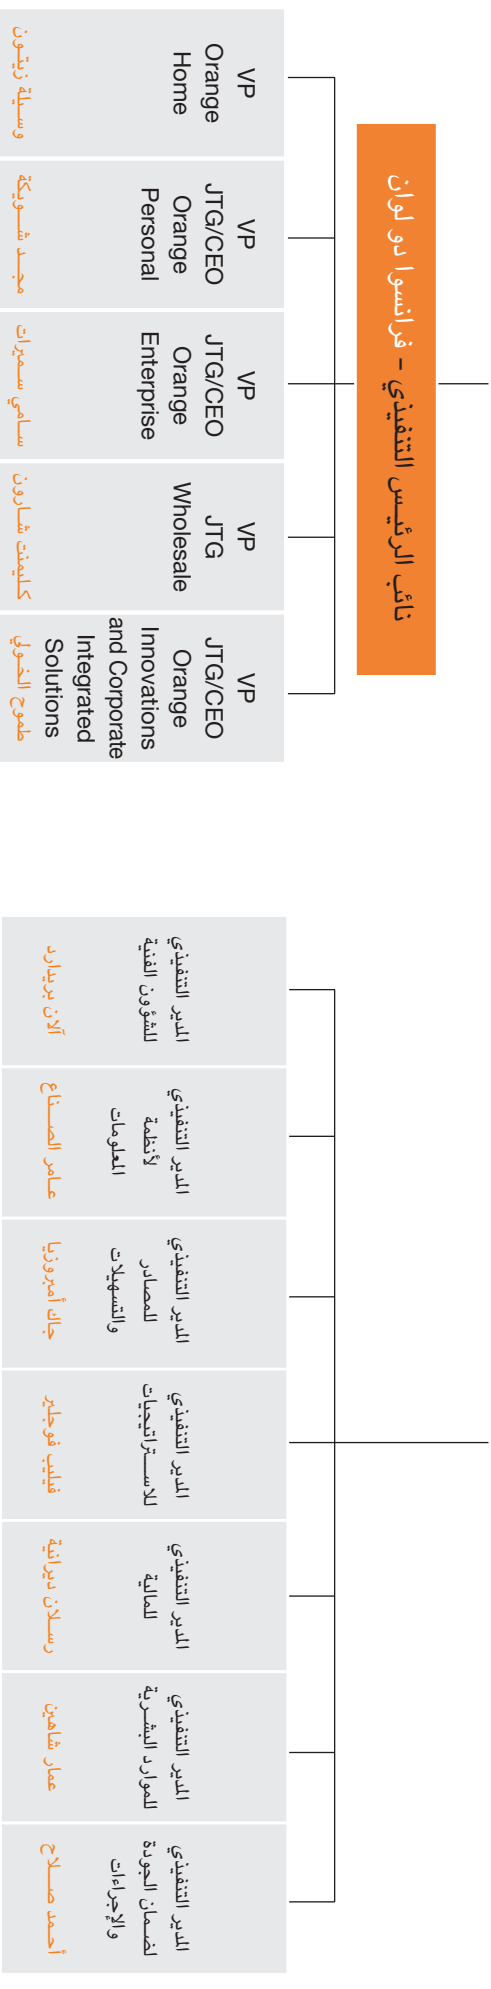 نائب الرئيس التنفيذي - فرانسوا دو لوان
VP
Orange
Home
وسيلة زيتون
VP
JTG/CEO
Orange
Personal
مجد شويكة
VP
JTG/CEO
Orange
Enterprise
سامي سميرات
VP
JTG
Wholesale
كليمنت شارون
VP
JTG/CEO
Orange
Innovations
and Corporate
Integrated
Solutions
طموح الخولي
المدير التنفيذي
للشؤون الفنية
آلان بريدارد
المدير التنفيذي
لأنظمة
المعلومات
عامر الصناع
المدير التنفيذي
للمصادر
والتسهيلات
جاك أمبروزيا
المدير التنفيذي
للاستراتيجيات
فيليب فوجلير
المدير التنفيذي
للمالية
رسلان ديرانية
المدير التنفيذي
للموارد البشرية
عمار شاهين
المدير التنفيذي
لضمان الجودة
والإجراءات
أحمد صلاح